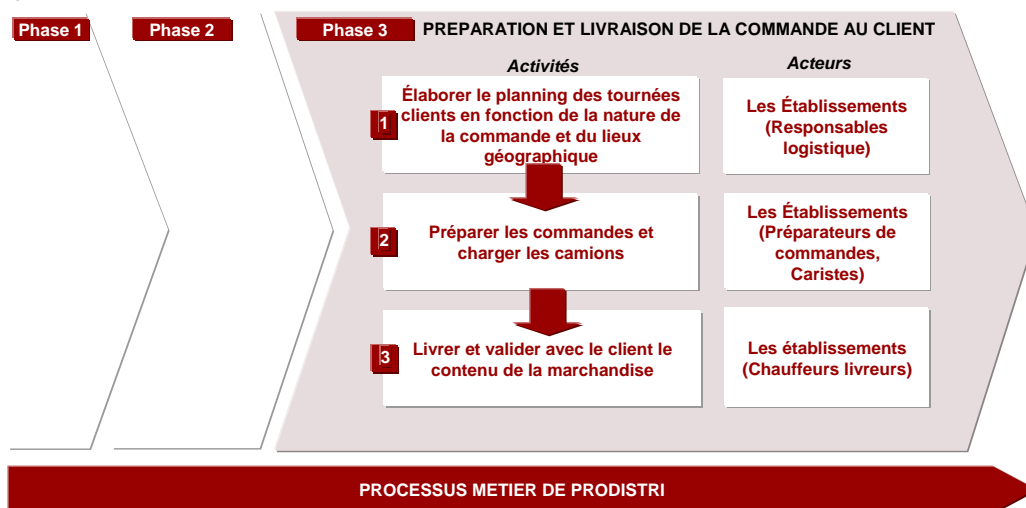 Phase 1
Phase 2
Phase 3
PREPARATION ET LIVRAISON DE LA COMMANDE AU CLIENT
Activités
Acteurs
1
Élaborer le planning des tournées
clients en fonction de la nature de
la commande et du lieux
géographique
Les Établissements
(Responsables
logistique)
2
Préparer les commandes et
charger les camions
Les Établissements
(Préparateurs de
commandes,
Caristes)
3
Livrer et valider avec le client le
contenu de la marchandise
Les établissements
(Chauffeurs livreurs)
PROCESSUS METIER DE PRODISTRI